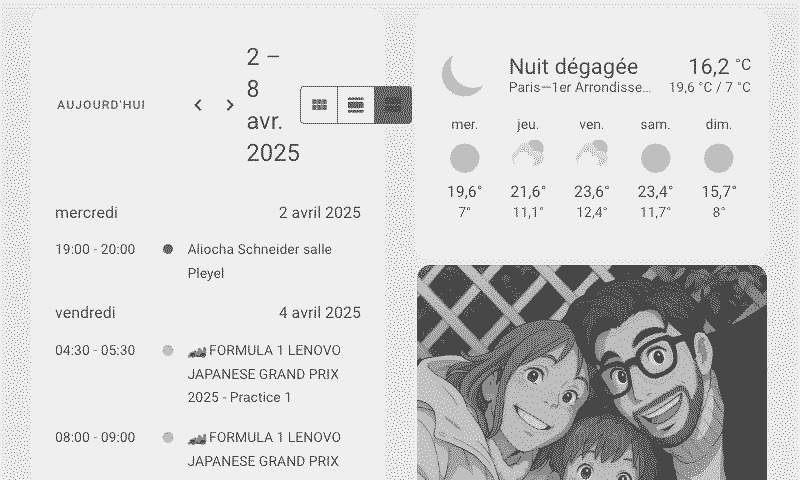 AUJOURD'HUI
2 –
8
avr.
2025
mercredi 2 avril 2025
19:00 - 20:00 Aliocha Schneider salle
Pleyel
vendredi 4 avril 2025
04:30 - 05:30 🏎️FORMULA 1 LENOVO
JAPANESE GRAND PRIX
2025 - Practice 1
08:00 - 09:00 🏎️FORMULA 1 LENOVO
JAPANESE GRAND PRIX
Nuit dégagée 16,2 °C
Paris—1er Arrondisse... 19,6 °C / 7 °C
mer. jeu. ven. sam. dim.
19,6° 21,6° 23,6° 23,4° 15,7°
7° 11,1° 12,4° 11,7° 8°